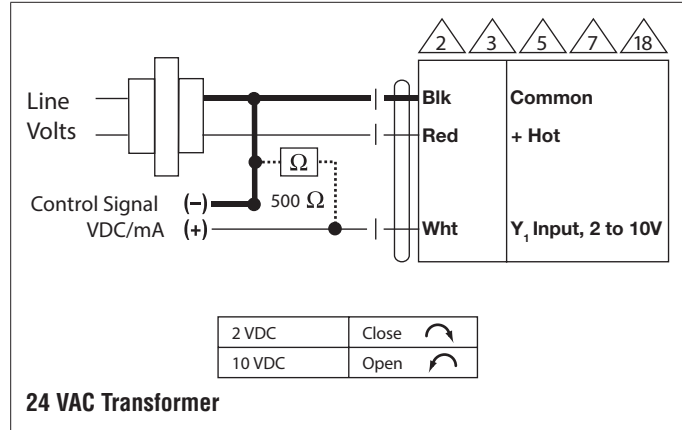 2 3 5 7 18
Line
Volts
Blk Common
Red + Hot
Ω
500 Ω
Control Signal (–)
VDC/mA (+)
Wht Y1 Input, 2 to 10V
2 VDC Close
10 VDC Open
24 VAC Transformer